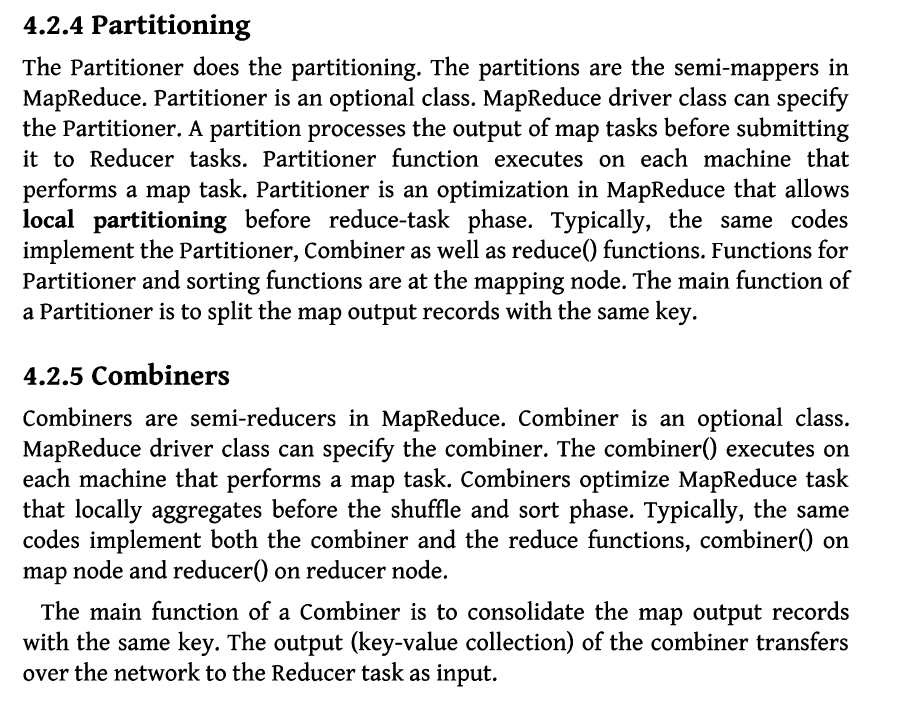 4.2.4 Partitioning
The Partitioner does the partitioning. The partitions are the semi-mappers in
MapReduce. Partitioner is an optional class. MapReduce driver class can specify
the Partitioner. A partition processes the output of map tasks before submitting
it to Reducer tasks. Partitioner function executes on each machine that
performs a map task. Partitioner is an optimization in MapReduce that allows
local partitioning before reduce-task phase. Typically, the same codes
implement the Partitioner, Combiner as well as reduce() functions. Functions for
Partitioner and sorting functions are at the mapping node. The main function of
a Partitioner is to split the map output records with the same key.
4.2.5 Combiners
Combiners are semi-reducers in MapReduce. Combiner is an optional class.
MapReduce driver class can specify the combiner. The combiner() executes on
each machine that performs a map task. Combiners optimize MapReduce task
that locally aggregates before the shuffle and sort phase. Typically, the same
codes implement both the combiner and the reduce functions, combiner() on
map node and reducer() on reducer node.
The main function of a Combiner is to consolidate the map output records
with the same key. The output (key-value collection) of the combiner transfers
over the network to the Reducer task as input.